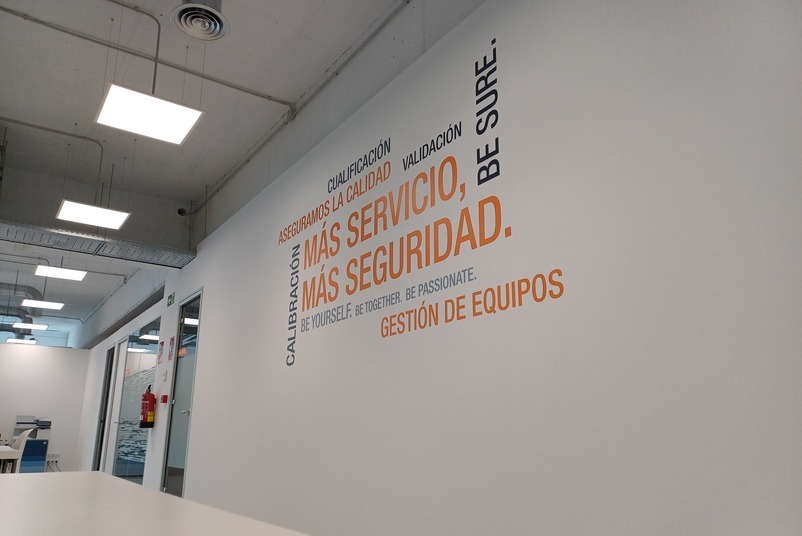 CUALIFICACIÓN
VALIDACIÓN
BE SURE.
ASEGURAMOS LA CALIDAD
MÁS SERVICIO,
MÁS SEGURIDAD.
CALIBRACIÓN
BE YOURSELF. BE TOGETHER. BE PASSIONATE.
GESTIÓN DE EQUIPOS